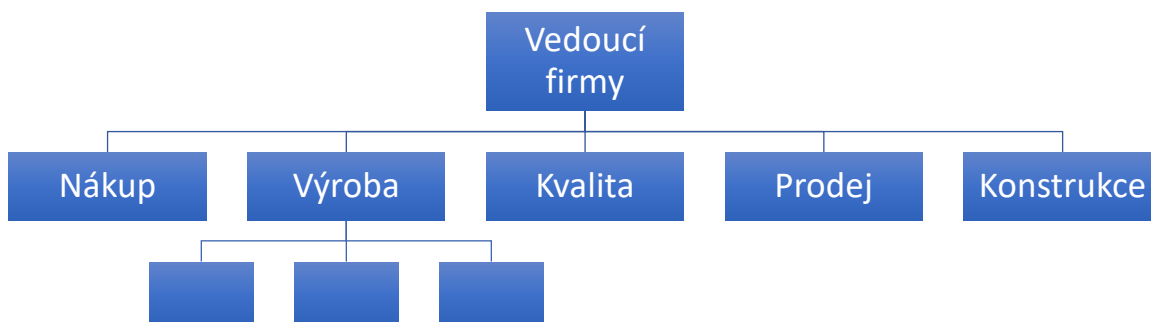 Vedoucí
firmy
Nákup
Výroba
Kvalita
Prodej
Konstrukce